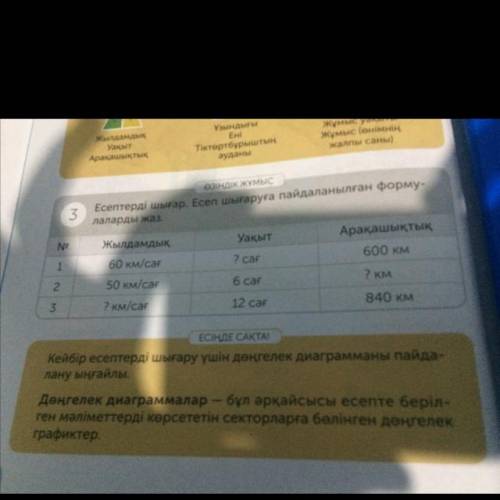 Жылдамдық
Уақыт
Арақашықтық
Ұзындығы
Ені
Тіктөртбұрыштың
ауданы
Жұмыс уақыты
Жұмыс (өнімнің
жалпы саны)
ӨЗІНДІК ЖҰМЫС
3
Есептерді шығар. Есеп шығаруға пайдаланылған форму-
лаларды жаз.
№ Жылдамдық Уақыт Арақашықтық
1 60 км/сағ ? сағ 600 км
2 50 км/сағ 6 сағ ? км
3 ? км/сағ 12 сағ 840 км
ЕСІҢДЕ САҚТА!
Кейбір есептерді шығару үшін дөңгелек диаграмманы пайда-
лану ыңғайлы.
Дөңгелек диаграммалар – бұл әрқайсысы есепте беріл-
ген мәліметтерді көрсететін секторларға бөлінген дөңгелек
графиктер.